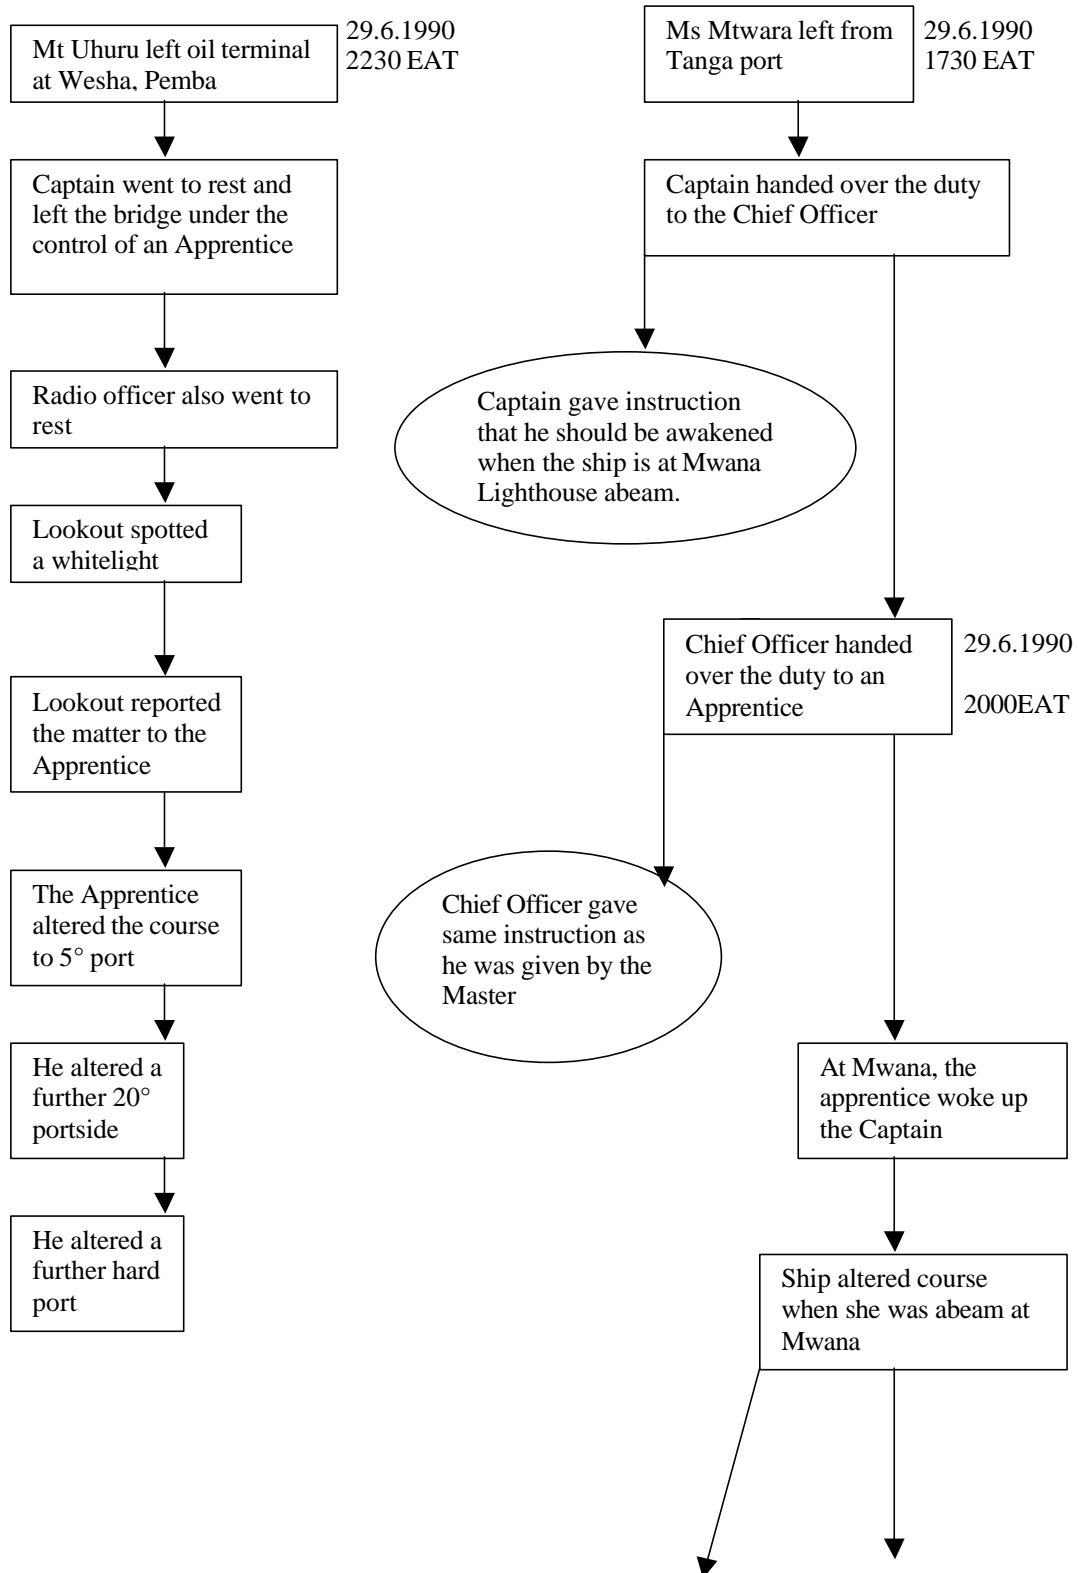 Mt Uhuru left oil terminal
at Wesha, Pemba
29.6.1990
2230 EAT
Captain went to rest and
left the bridge under the
control of an Apprentice
Radio officer also went to
rest
Lookout spotted
a whitelight
Lookout reported
the matter to the
Apprentice
The Apprentice
altered the course
to 5° port
He altered a
further 20°
portside
He altered a
further hard
port
Ms Mtwara left from
Tanga port
29.6.1990
1730 EAT
Captain handed over the duty
to the Chief Officer
Captain gave instruction
that he should be awakened
when the ship is at Mwana
Lighthouse abeam.
Chief Officer handed
over the duty to an
Apprentice
29.6.1990
2000EAT
Chief Officer gave
same instruction as
he was given by the
Master
At Mwana, the
apprentice woke up
the Captain
Ship altered course
when she was abeam at
Mwana